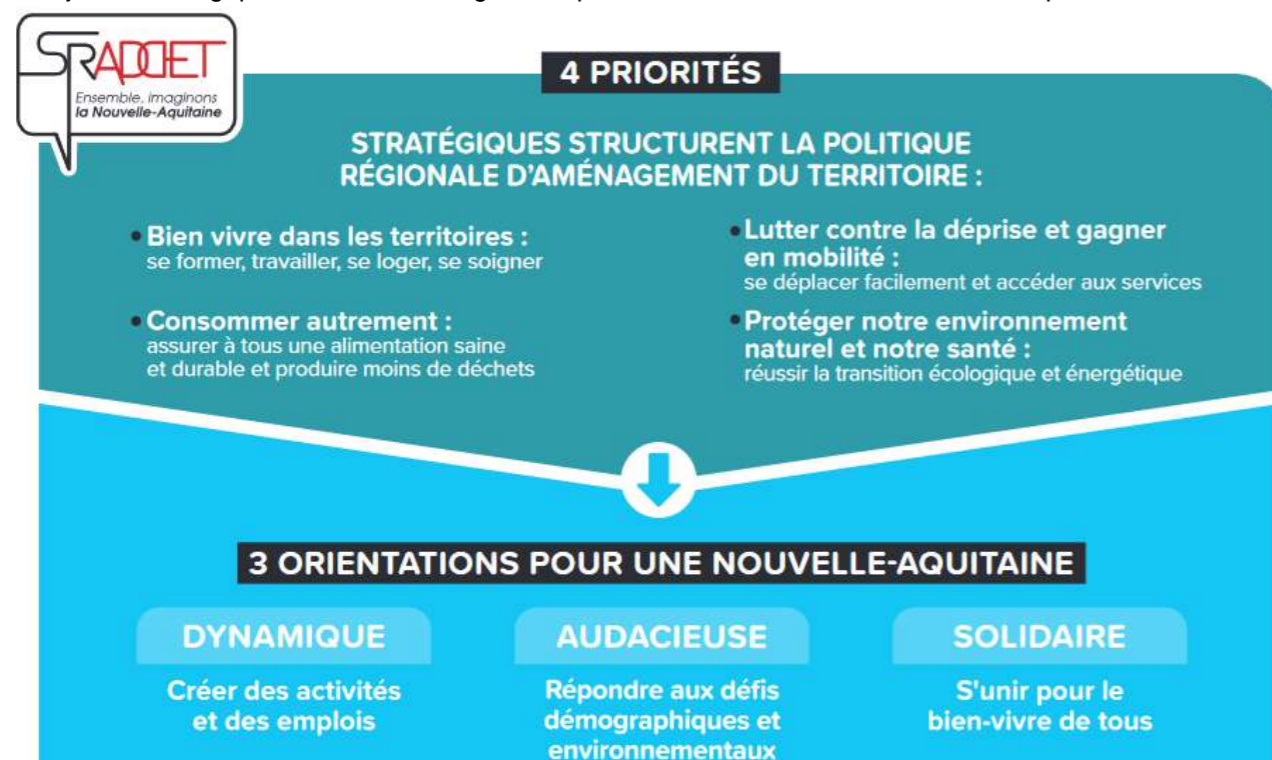 SRADDET
Ensemble, imaginons
la Nouvelle-Aquitaine
4 PRIORITÉS
STRATÉGIQUES STRUCTURENT LA POLITIQUE
RÉGIONALE D'AMÉNAGEMENT DU TERRITOIRE :
• Bien vivre dans les territoires :
se former, travailler, se loger, se soigner
• Consommer autrement :
assurer à tous une alimentation saine
et durable et produire moins de déchets
• Lutter contre la déprise et gagner
en mobilité :
se déplacer facilement et accéder aux services
• Protéger notre environnement
naturel et notre santé :
réussir la transition écologique et énergétique
3 ORIENTATIONS POUR UNE NOUVELLE-AQUITAINE
DYNAMIQUE
Créer des activités
et des emplois
AUDACIEUSE
Répondre aux défis
démographiques et
environnementaux
SOLIDAIRE
S'unir pour le
bien-vivre de tous